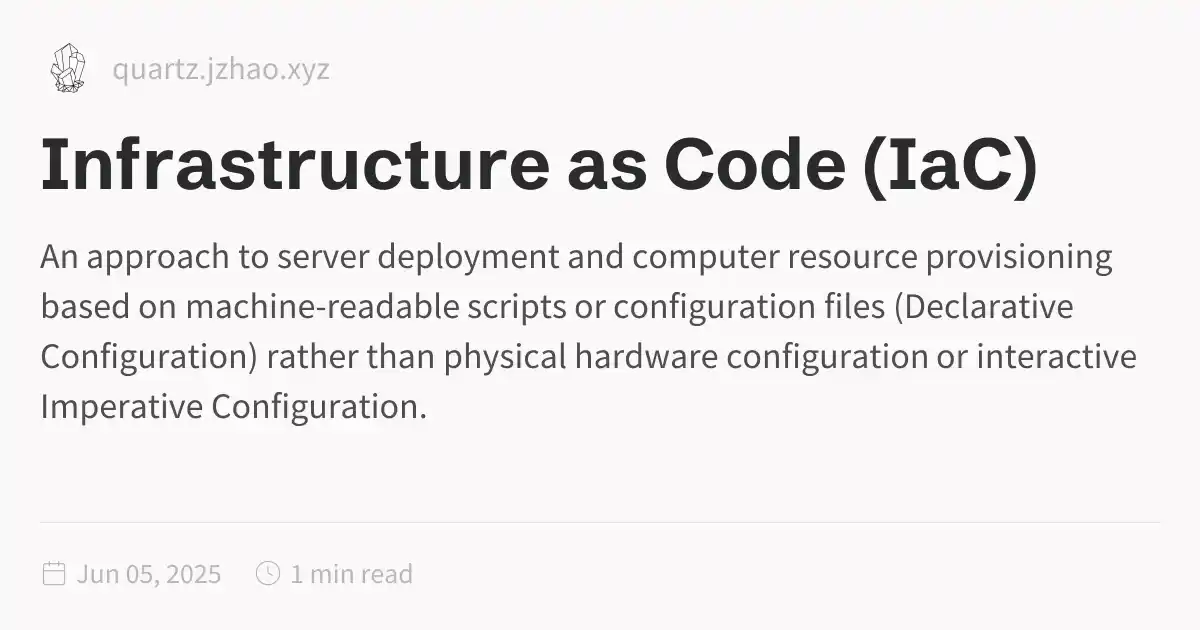 quartz.jzhao.xyz
Infrastructure as Code (IaC)
An approach to server deployment and computer resource provisioning
based on machine-readable scripts or configuration files (Declarative
Configuration) rather than physical hardware configuration or interactive
Imperative Configuration.
Jun 05, 2025 1 min read